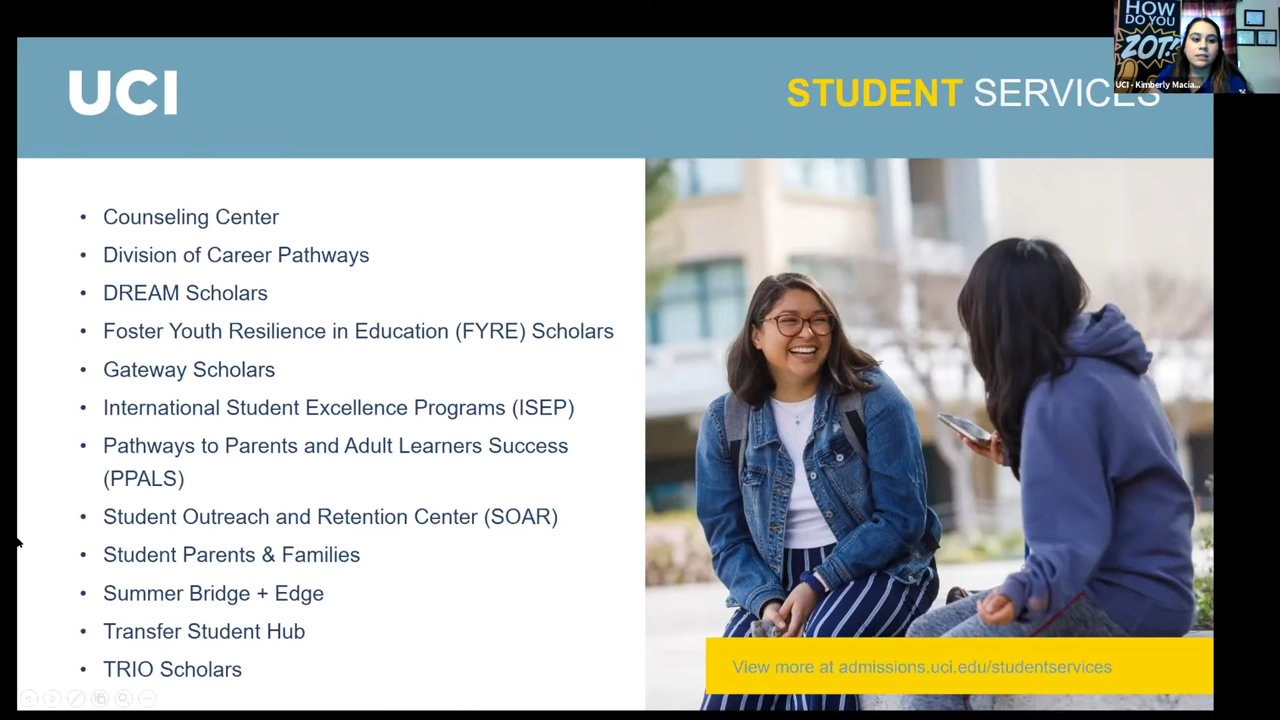 HOW
DO YOU
ZOT!
UCI - Kimberly Macia...
UCI
STUDENT SERVICES
• Counseling Center
• Division of Career Pathways
• DREAM Scholars
• Foster Youth Resilience in Education (FYRE) Scholars
• Gateway Scholars
• International Student Excellence Programs (ISEP)
• Pathways to Parents and Adult Learners Success
(PPALS)
• Student Outreach and Retention Center (SOAR)
• Student Parents & Families
• Summer Bridge + Edge
• Transfer Student Hub
• TRIO Scholars
View more at admissions.uci.edu/studentservices